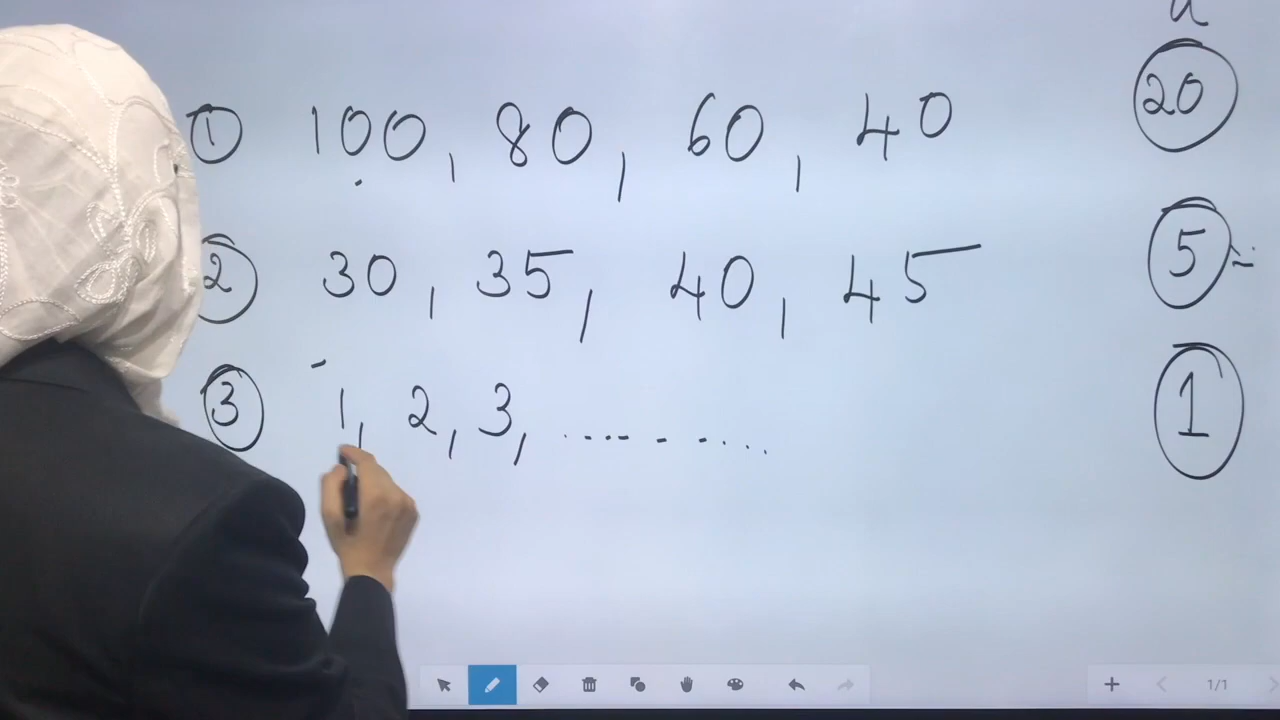 d
① 100, 80, 60, 40 20
② 30, 35, 40, 45 5 =
③ 1, 2, 3, ........... 1
1/1